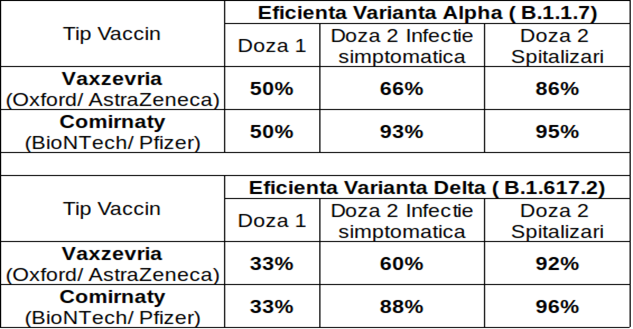 Tip Vaccin
Eficienta Varianta Alpha ( B.1.1.7)
Doza 1
Doza 2 Infectie simptomatica
Doza 2 Spitalizari
Vaxzevria
(Oxford/ AstraZeneca)
50%
66%
86%
Comirnaty
(BioNTech/ Pfizer)
50%
93%
95%
Tip Vaccin
Eficienta Varianta Delta ( B.1.617.2)
Doza 1
Doza 2 Infectie simptomatica
Doza 2 Spitalizari
Vaxzevria
(Oxford/ AstraZeneca)
33%
60%
92%
Comirnaty
(BioNTech/ Pfizer)
33%
88%
96%